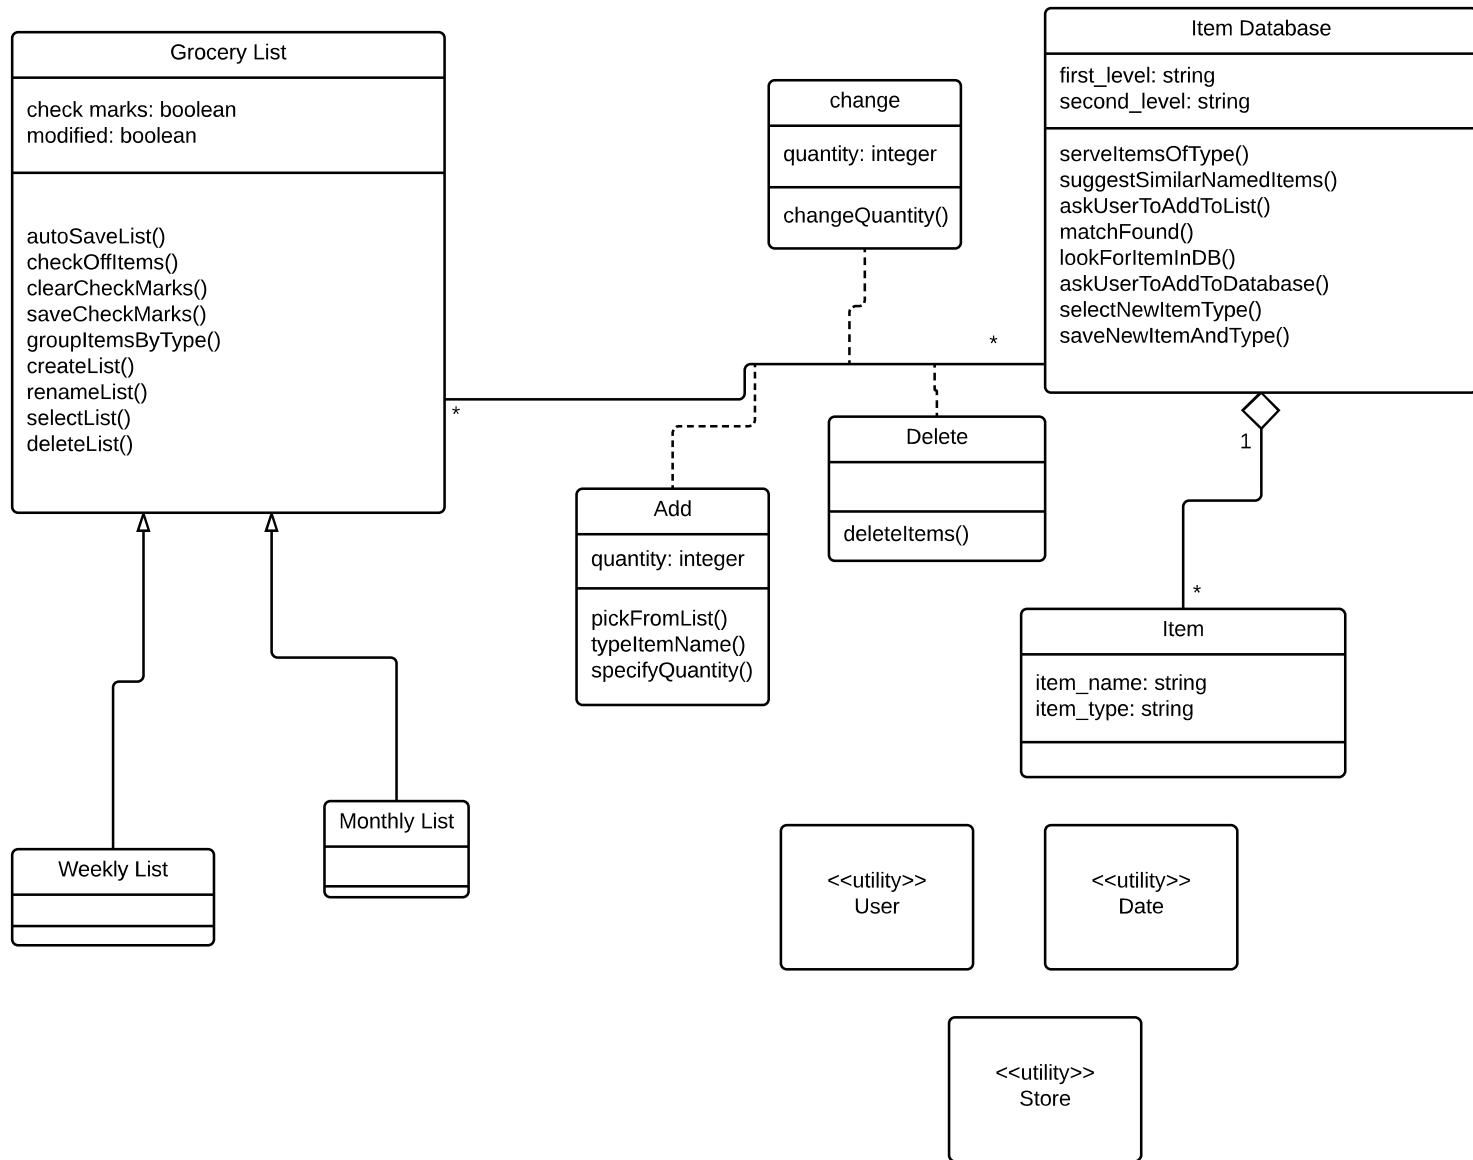 Grocery List
check marks: boolean
modified: boolean
autoSaveList()
checkOffItems()
clearCheckMarks()
saveCheckMarks()
groupItemsByType()
createList()
renameList()
selectList()
deleteList()
*
change
quantity: integer
changeQuantity()
*
Item Database
first_level: string
second_level: string
serveItemsOfType()
suggestSimilarNamedItems()
askUserToAddToList()
matchFound()
lookForItemInDB()
askUserToAddToDatabase()
selectNewItemType()
saveNewItemAndType()
1
*
Delete
deleteItems()
Add
quantity: integer
pickFromList()
typeItemName()
specifyQuantity()
Item
item_name: string
item_type: string
Monthly List
Weekly List
<<utility>>
User
<<utility>>
Date
<<utility>>
Store